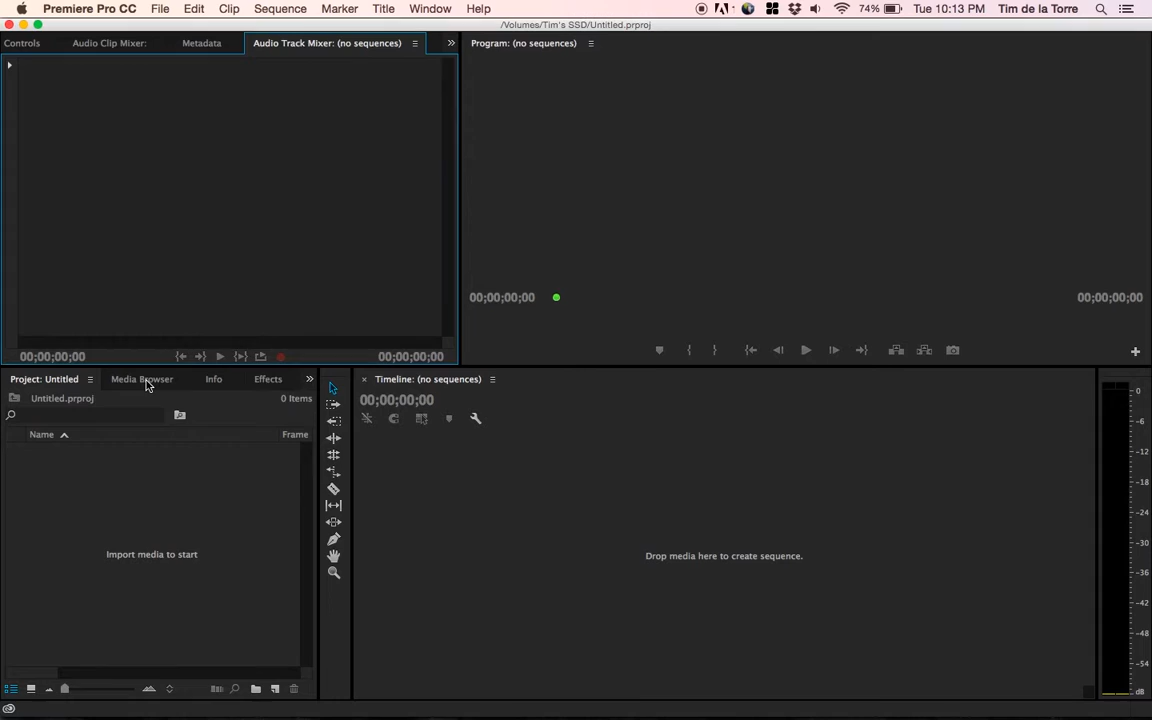 Premiere Pro CC File Edit Clip Sequence Marker Title Window Help 74% Tue 10:13 PM Tim de la Torre
/Volumes/Tim's SSD/Untitled.prproj
Controls Audio Clip Mixer: Metadata Audio Track Mixer: (no sequences) Program: (no sequences)
00;00;00;00 00;00;00;00
00;00;00;00 00;00;00;00
Project: Untitled Media Browser Info Effects Timeline: (no sequences)
Untitled.prproj 0 Items 00;00;00;00
Name Frame
Import media to start
Drop media here to create sequence.
0
-6
-12
-18
-24
-30
-36
-42
-48
-54
dB